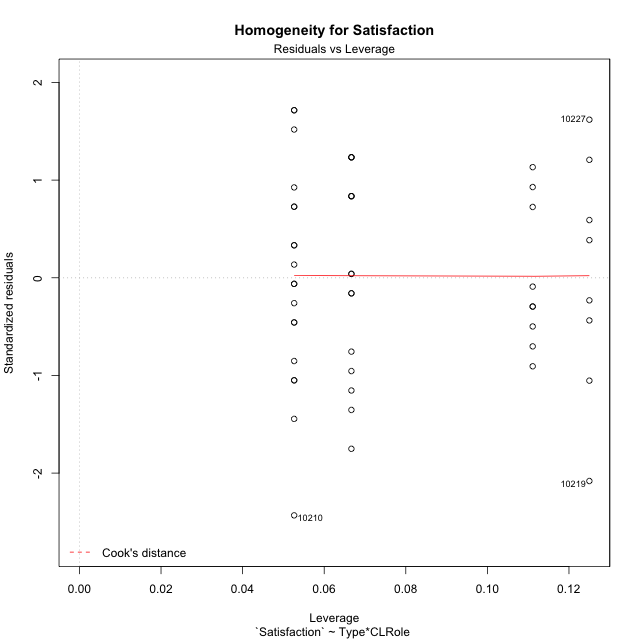 Homogeneity for Satisfaction
Residuals vs Leverage
Standardized residuals
2
1
0
-1
-2
10227
10219
10210
Cook's distance
0.00 0.02 0.04 0.06 0.08 0.10 0.12
Leverage
`Satisfaction` ~ Type*CLRole